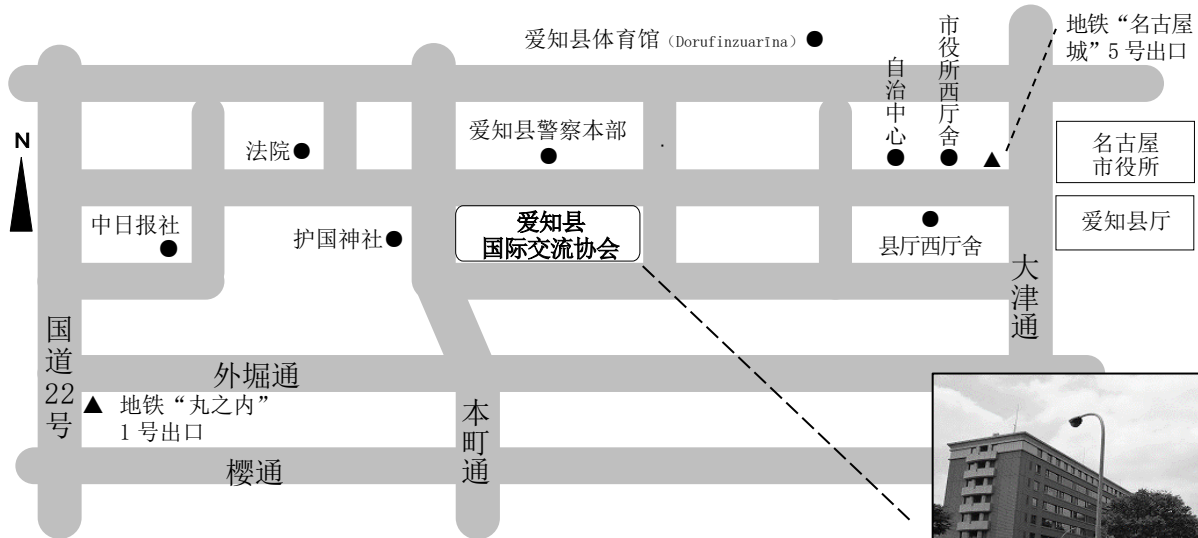 爱知县体育馆（Dorufinzuarīna）
市役所西厅舍
自治中心
地铁“名古屋
城”5号出口
N
法院
爱知县警察本部
名古屋
市役所
中日报社
护国神社
爱知县
国际交流协会
县厅西厅舍
爱知县厅
大津通
国道22号
外堀通
地铁“丸之内”
1号出口
本町通
樱通